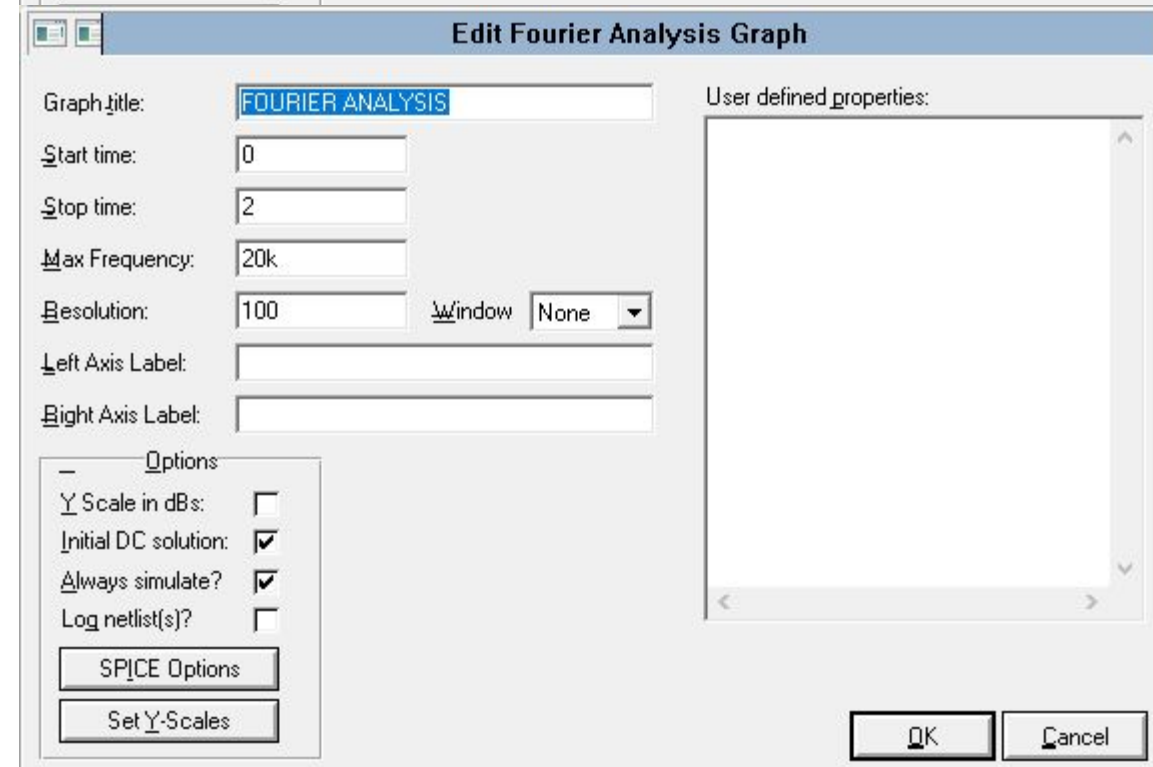 Edit Fourier Analysis Graph
Graph title: FOURIER ANALYSIS
Start time: 0
Stop time: 2
Max Frequency: 20k
Resolution: 100 Window None
Left Axis Label:
Right Axis Label:
Options
Y Scale in dBs:
Initial DC solution:
Always simulate?
Log netlist(s)?
SPICE Options
Set Y-Scales
User defined properties:
OK Cancel